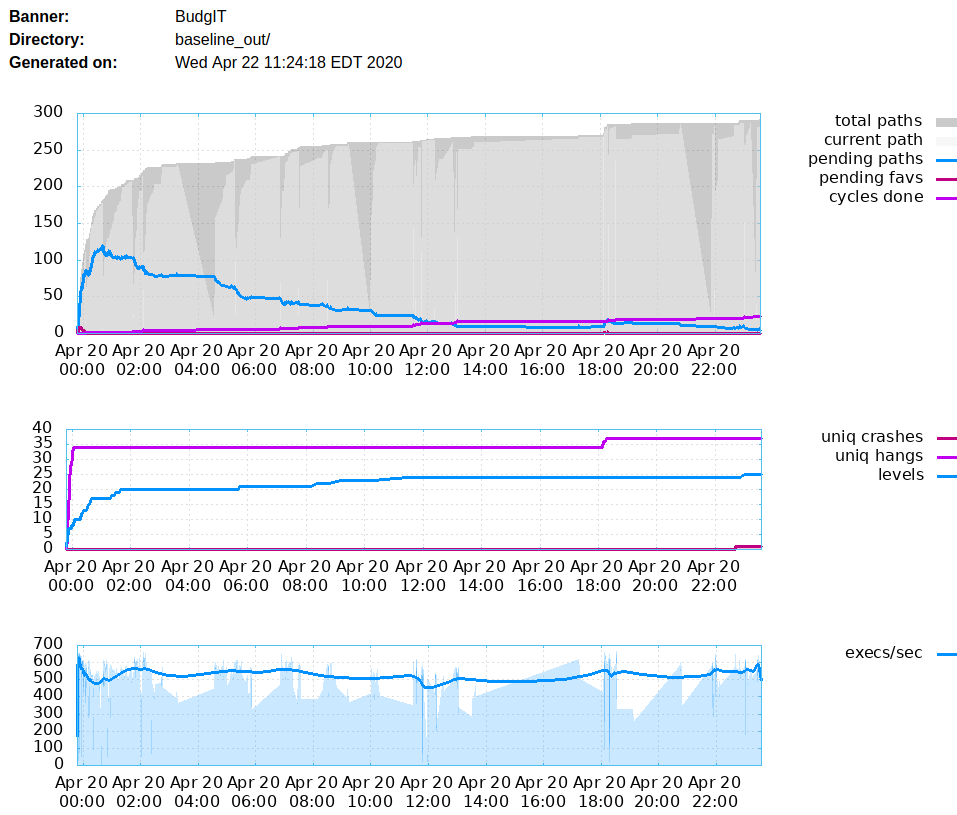 Banner: BudgIT
Directory: baseline_out/
Generated on: Wed Apr 22 11:24:18 EDT 2020
300
250
200
150
100
50
0
Apr 20 Apr 20 Apr 20 Apr 20 Apr 20 Apr 20 Apr 20 Apr 20 Apr 20 Apr 20 Apr 20 Apr 20
00:00 02:00 04:00 06:00 08:00 10:00 12:00 14:00 16:00 18:00 20:00 22:00
total paths
current path
pending paths
pending favs
cycles done
40
35
30
25
20
15
10
5
0
Apr 20 Apr 20 Apr 20 Apr 20 Apr 20 Apr 20 Apr 20 Apr 20 Apr 20 Apr 20 Apr 20 Apr 20
00:00 02:00 04:00 06:00 08:00 10:00 12:00 14:00 16:00 18:00 20:00 22:00
uniq crashes
uniq hangs
levels
700
600
500
400
300
200
100
0
Apr 20 Apr 20 Apr 20 Apr 20 Apr 20 Apr 20 Apr 20 Apr 20 Apr 20 Apr 20 Apr 20 Apr 20
00:00 02:00 04:00 06:00 08:00 10:00 12:00 14:00 16:00 18:00 20:00 22:00
execs/sec